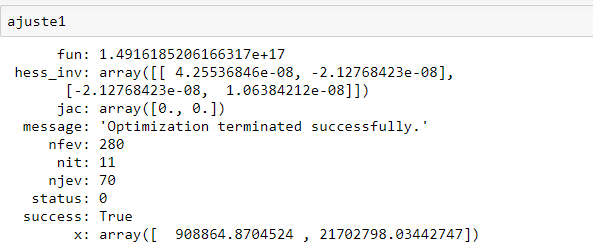 ajuste1
fun: 1.4916185206166317e+17
hess_inv: array([[ 4.25536846e-08, -2.12768423e-08],
[-2.12768423e-08,  1.06384212e-08]])
jac: array([0., 0.])
message: 'Optimization terminated successfully.'
nfev: 280
nit: 11
njev: 70
status: 0
success: True
x: array([  908864.8704524 , 21702798.03442747])